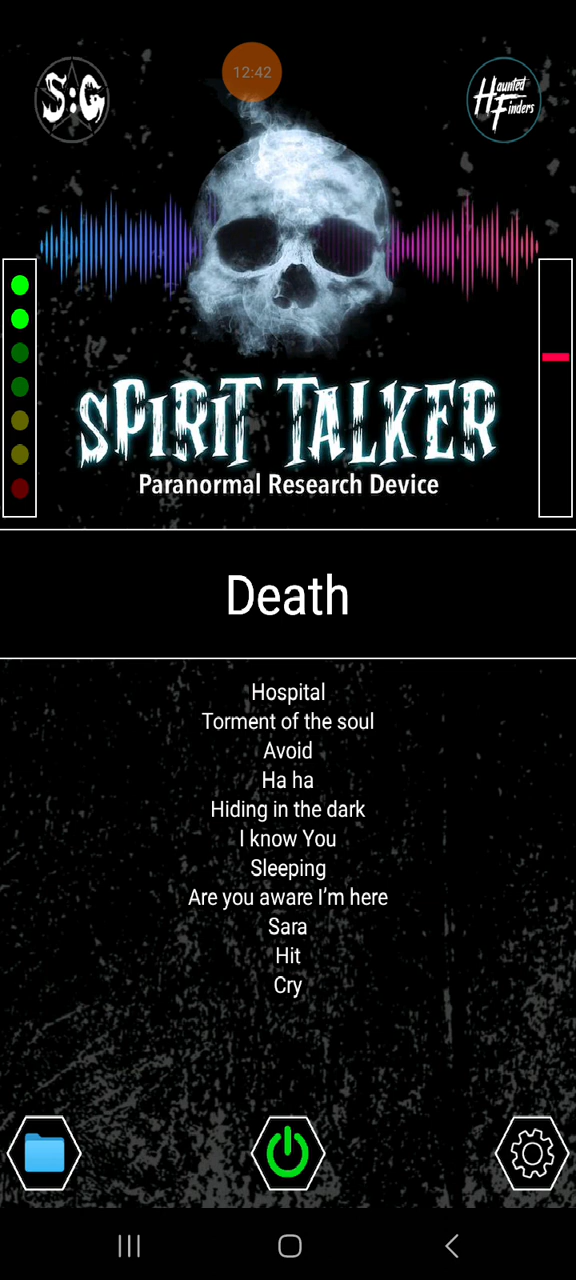 12:42
S:G
Haunted
Finders
SPIRIT TALKER
Paranormal Research Device
Death
Hospital
Torment of the soul
Avoid
Ha ha
Hiding in the dark
I know You
Sleeping
Are you aware I'm here
Sara
Hit
Cry